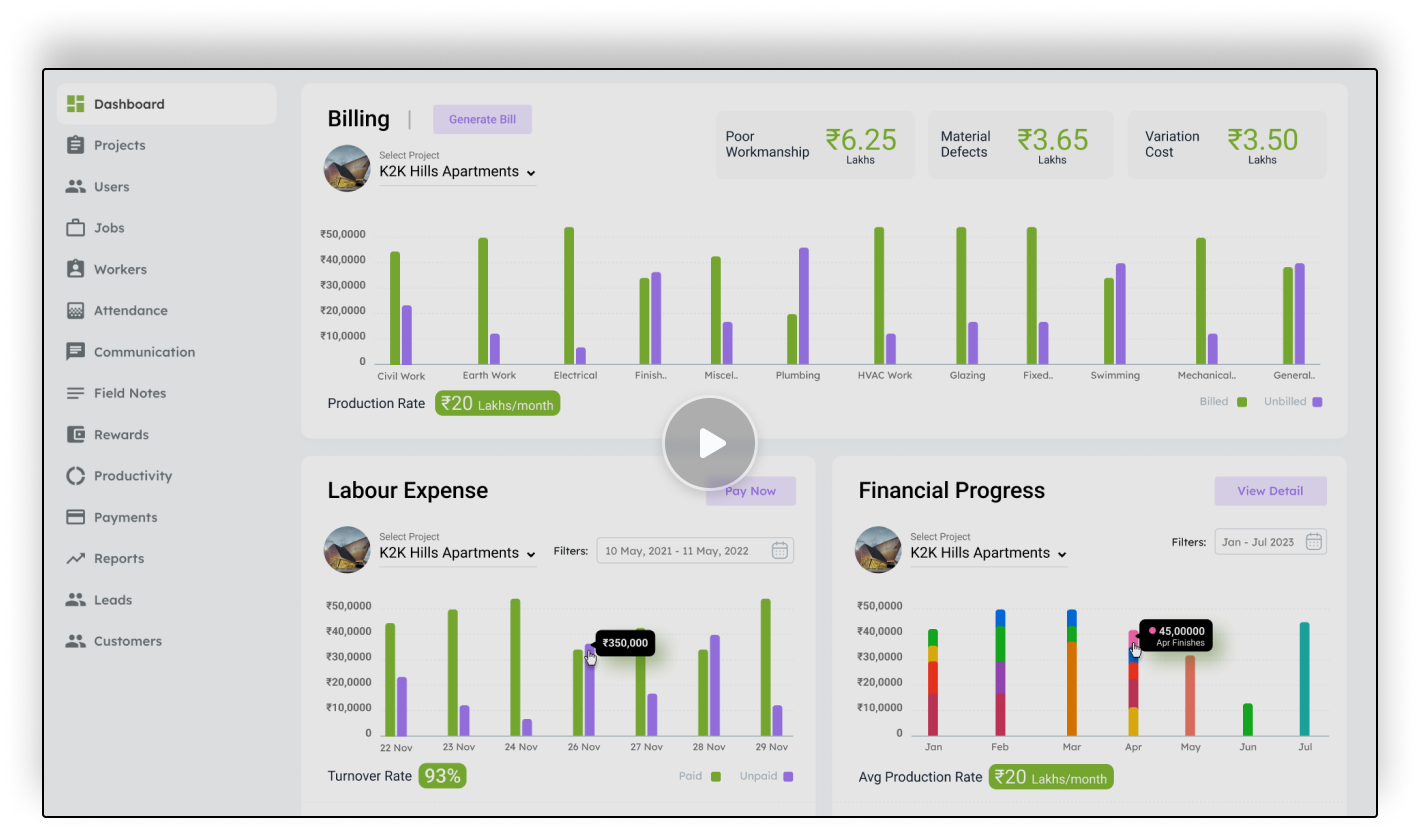 Dashboard
Projects
Users
Jobs
Workers
Attendance
Communication
Field Notes
Rewards
Productivity
Payments
Reports
Leads
Customers
Billing | Generate Bill
Select Project
K2K Hills Apartments
Poor Workmanship
₹6.25
Lakhs
Material Defects
₹3.65
Lakhs
Variation Cost
₹3.50
Lakhs
₹50,0000
₹40,0000
₹30,0000
₹20,0000
₹10,0000
0
Civil Work Earth Work Electrical Finish.. Miscel.. Plumbing HVAC Work Glazing Fixed.. Swimming Mechanical.. General..
Production Rate ₹20 Lakhs/month
Billed Unbilled
Labour Expense
Pay Now
Select Project
K2K Hills Apartments
Filters: 10 May, 2021 - 11 May, 2022
₹50,0000
₹40,0000
₹30,0000
₹20,0000
₹10,0000
0
₹350,000
22 Nov 23 Nov 24 Nov 26 Nov 27 Nov 28 Nov 29 Nov
Turnover Rate 93%
Paid Unpaid
Financial Progress
View Detail
Select Project
K2K Hills Apartments
Filters: Jan - Jul 2023
₹50,0000
₹40,0000
₹30,0000
₹20,0000
₹10,0000
0
45,00000
Apr Finishes
Jan Feb Mar Apr May Jun Jul
Avg Production Rate ₹20 Lakhs/month